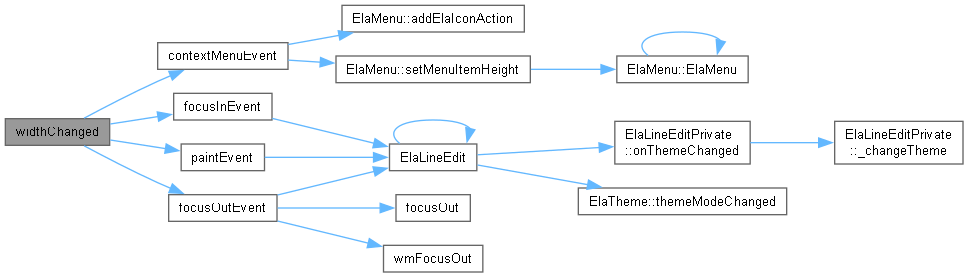 widthChanged
contextMenuEvent
focusInEvent
paintEvent
focusOutEvent
ElaMenu::addElaIconAction
ElaMenu::setMenuItemHeight
ElaLineEdit
focusOut
wmFocusOut
ElaMenu::ElaMenu
ElaLineEditPrivate
::onThemeChanged
ElaTheme::themeModeChanged
ElaLineEditPrivate
::_changeTheme